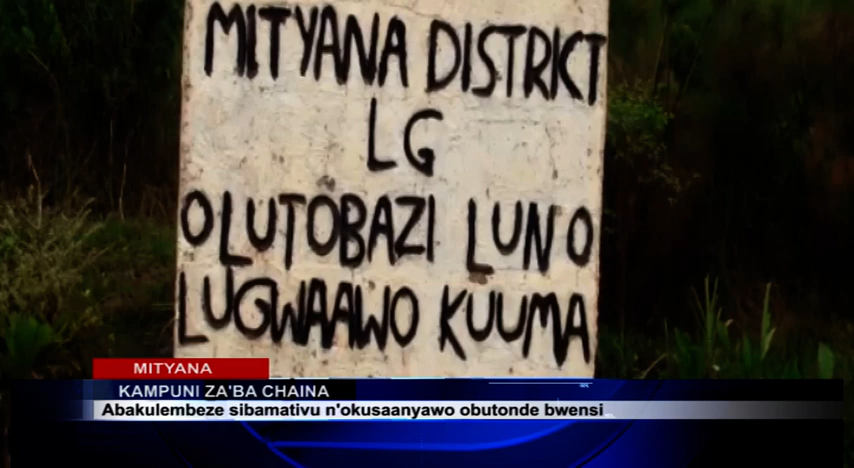 MITYANA DISTRICT
LG
OLUTOBAZI LUNO
LUGWAAWO KUUMA
MITYANA
KAMPUNI ZA'BA CHAINA
Abakulembeze sibamativu n'okusaanyawo obutonde bwensi